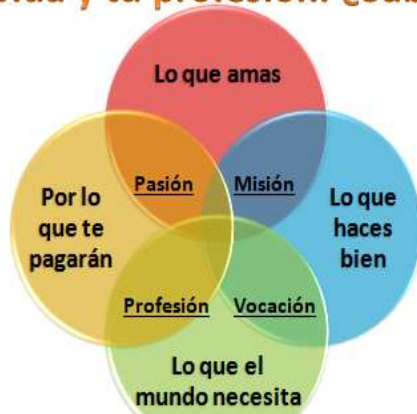 y tu profesión
Lo que amas
Pasión
Misión
Por lo
que te
pagarán
Lo que
haces
bien
Profesión
Vocación
Lo que el
mundo necesita